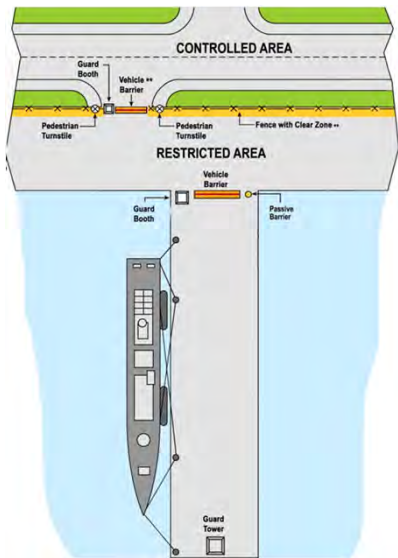 CONTROLLED AREA
Guard
Booth
Vehicle **
Barrier
Pedestrian
Turnstile
Pedestrian
Turnstile
Fence with Clear Zone **
RESTRICTED AREA
Vehicle
Barrier
Guard
Booth
Passive
Barrier
Guard
Tower